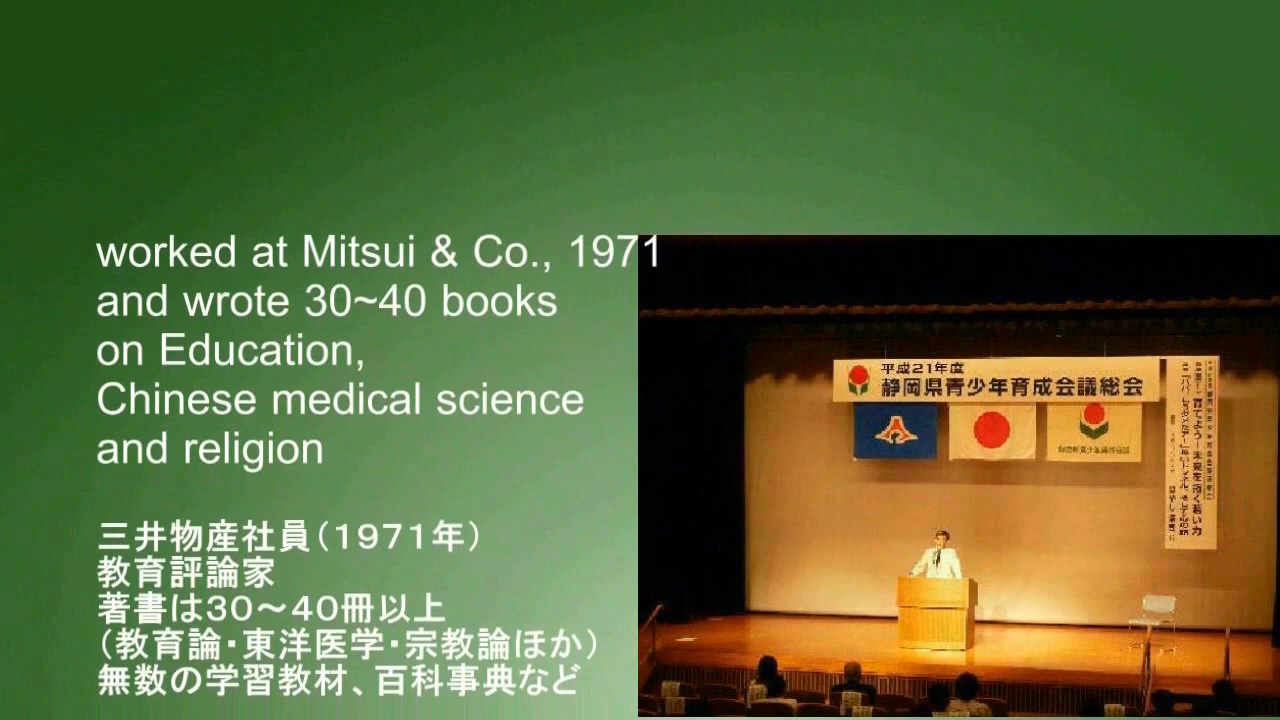 worked at Mitsui & Co., 1971
and wrote 30~40 books
on Education,
Chinese medical science
and religion
三井物産社員（１９７１年）
教育評論家
著書は３０～４０冊以上
（教育論・東洋医学・宗教論ほか）
無数の学習教材、百科事典など
平成21年度
静岡県青少年育成会議総会